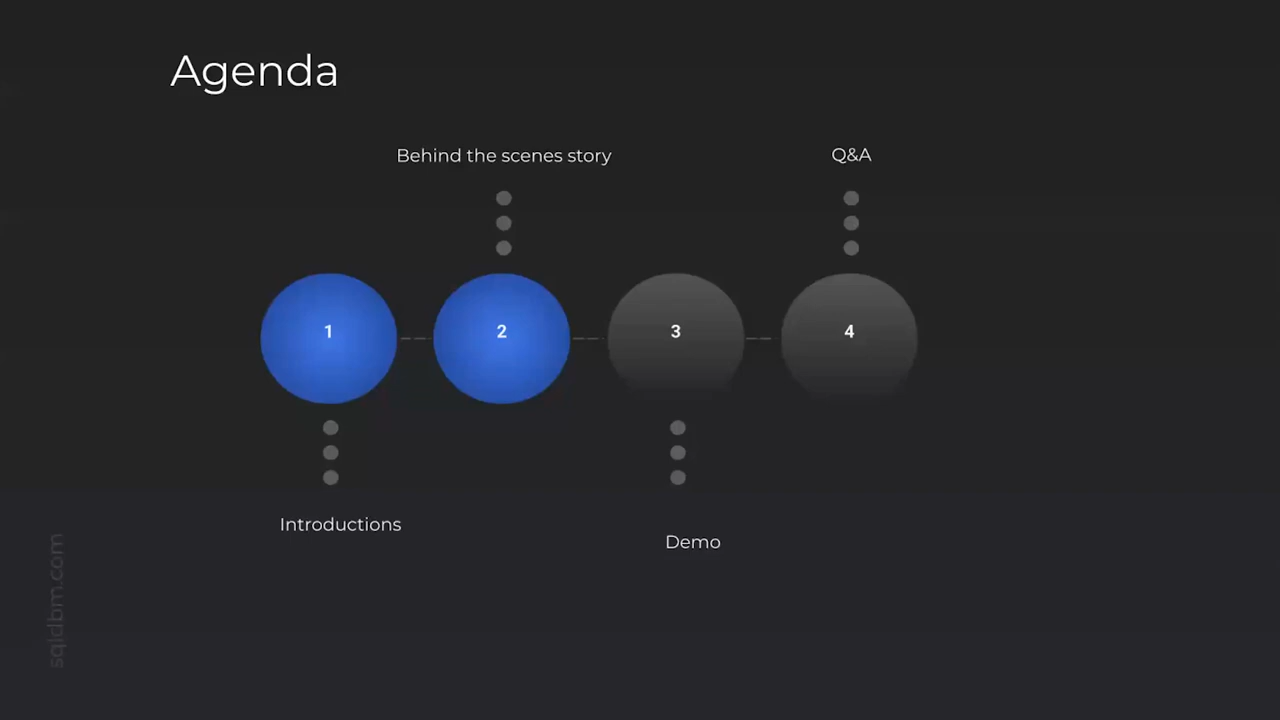 Agenda
Behind the scenes story
Q&A
1
2
3
4
Introductions
Demo
sqldbm.com